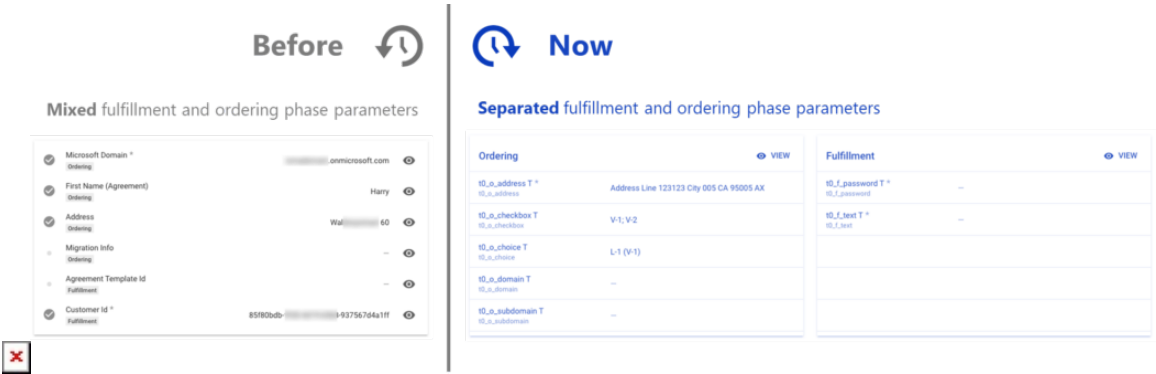 Before
Mixed fulfillment and ordering phase parameters
Microsoft Domain *
Ordering
.onmicrosoft.com
First Name (Agreement)
Ordering
Harry
Address
Ordering
Wal 60
Migration Info
Ordering
—
Agreement Template Id
Fulfillment
—
Customer Id *
Fulfillment
85f80bdb- -937567d4a1ff
Now
Separated fulfillment and ordering phase parameters
Ordering
VIEW
t0_o_address T *
t0_o_address
Address Line 123123 City 005 CA 95005 AX
t0_o_checkbox T
t0_o_checkbox
V-1; V-2
t0_o_choice T
t0_o_choice
L-1 (V-1)
t0_o_domain T
t0_o_domain
—
t0_o_subdomain T
t0_o_subdomain
—
Fulfillment
VIEW
t0_f_password T *
t0_f_password
—
t0_f_text T *
t0_f_text
—